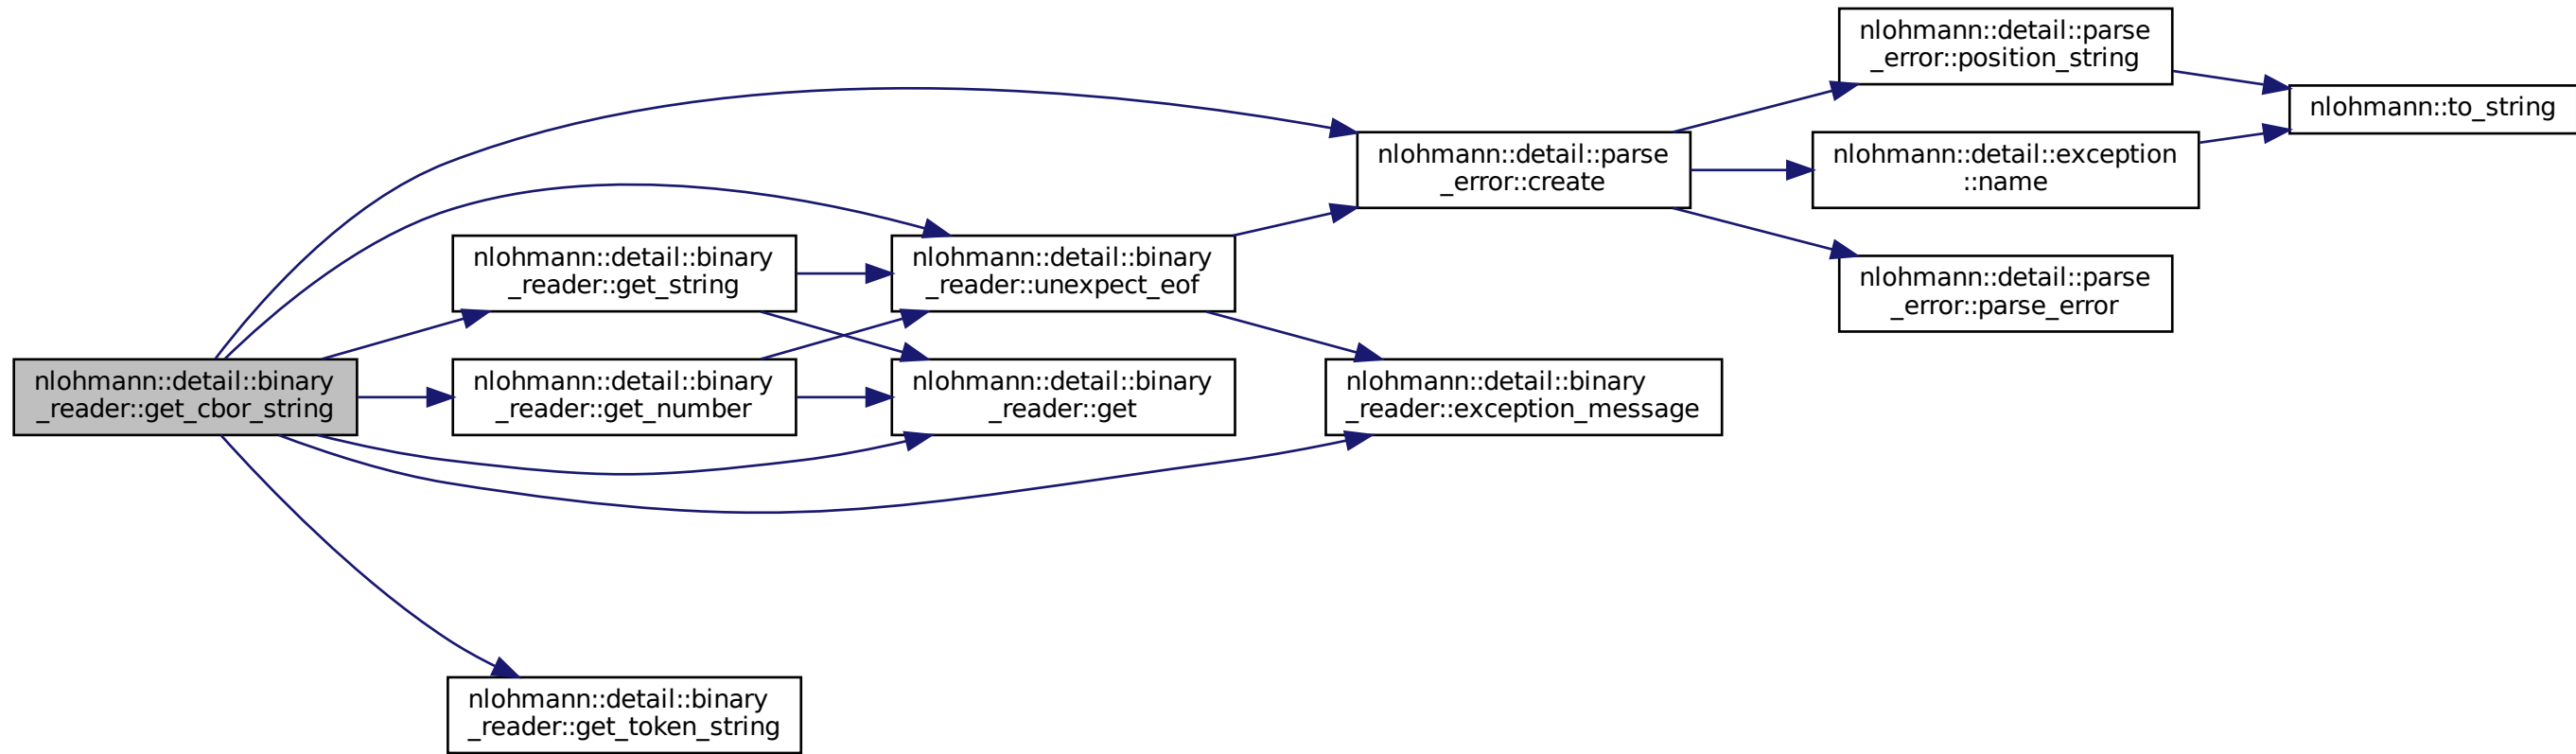 nlohmann::detail::binary
_reader::get_cbor_string
nlohmann::detail::binary
_reader::get_string
nlohmann::detail::binary
_reader::get_number
nlohmann::detail::binary
_reader::get_token_string
nlohmann::detail::binary
_reader::unexpect_eof
nlohmann::detail::binary
_reader::get
nlohmann::detail::parse
_error::create
nlohmann::detail::binary
_reader::exception_message
nlohmann::detail::parse
_error::position_string
nlohmann::detail::exception
::name
nlohmann::detail::parse
_error::parse_error
nlohmann::to_string